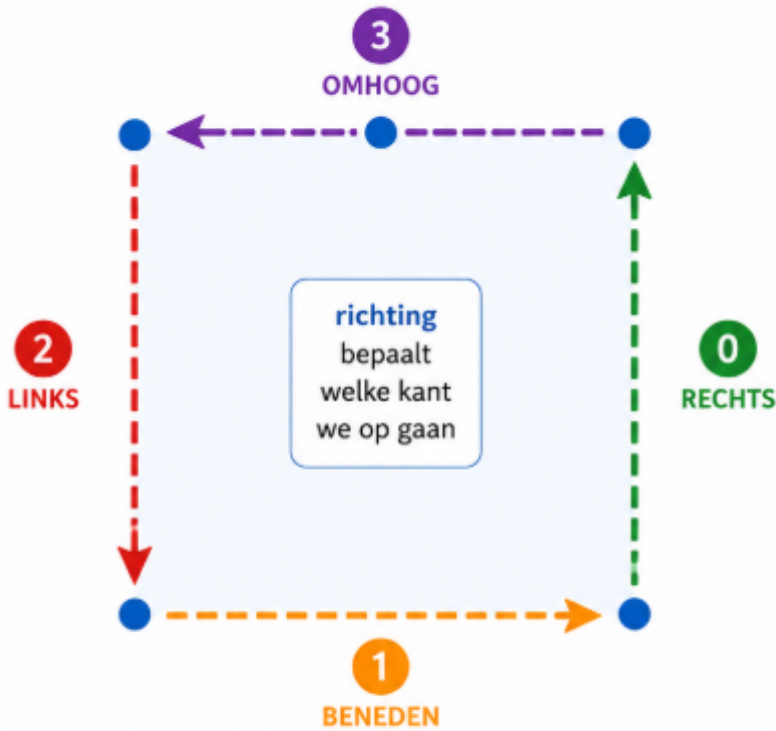 3
OMHOOG
richting
bepaalt
welke kant
we op gaan
2
LINKS
0
RECHTS
1
BENEDEN